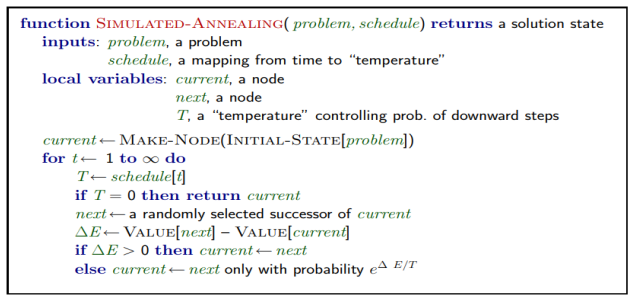 function SIMULATED-ANNEALING( problem, schedule) returns a solution state
inputs: problem, a problem
schedule, a mapping from time to “temperature”
local variables: current, a node
next, a node
T, a “temperature” controlling prob. of downward steps
current ← MAKE-NODE(INITIAL-STATE[problem])
for t ← 1 to ∞ do
T ← schedule[t]
if T = 0 then return current
next ← a randomly selected successor of current
ΔE ← VALUE[next] – VALUE[current]
if ΔE > 0 then current ← next
else current ← next only with probability e^Δ E/T